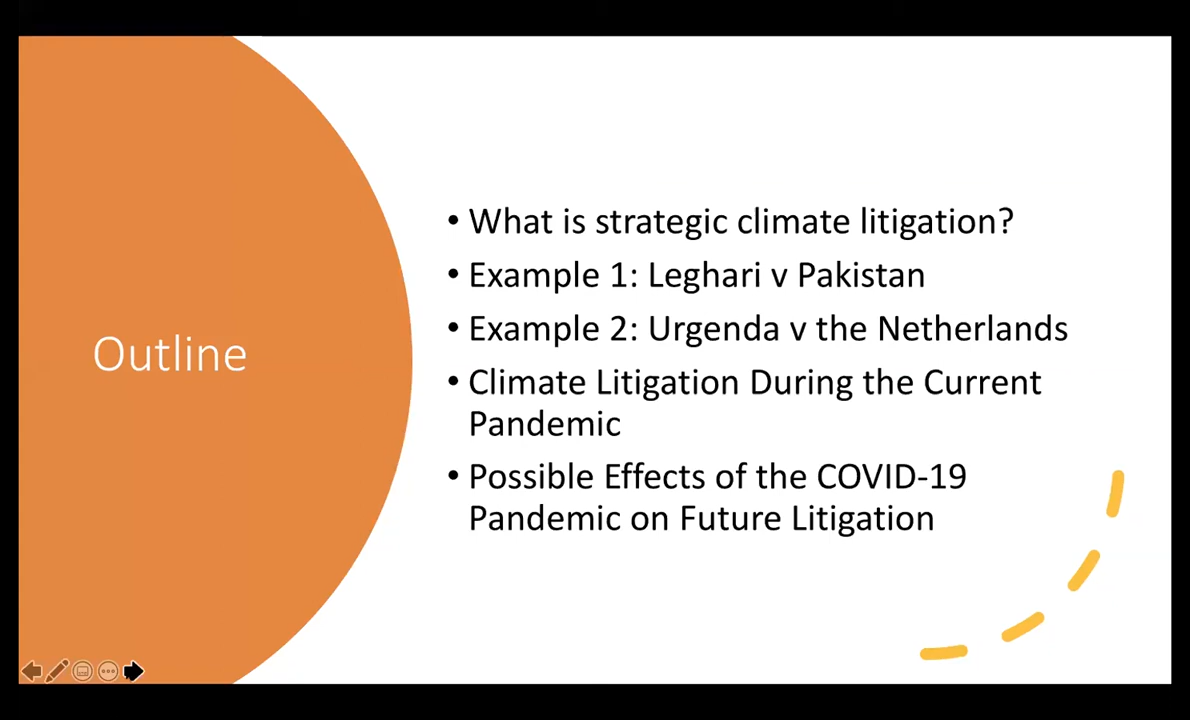 Outline
• What is strategic climate litigation?
• Example 1: Leghari v Pakistan
• Example 2: Urgenda v the Netherlands
• Climate Litigation During the Current
Pandemic
• Possible Effects of the COVID-19
Pandemic on Future Litigation